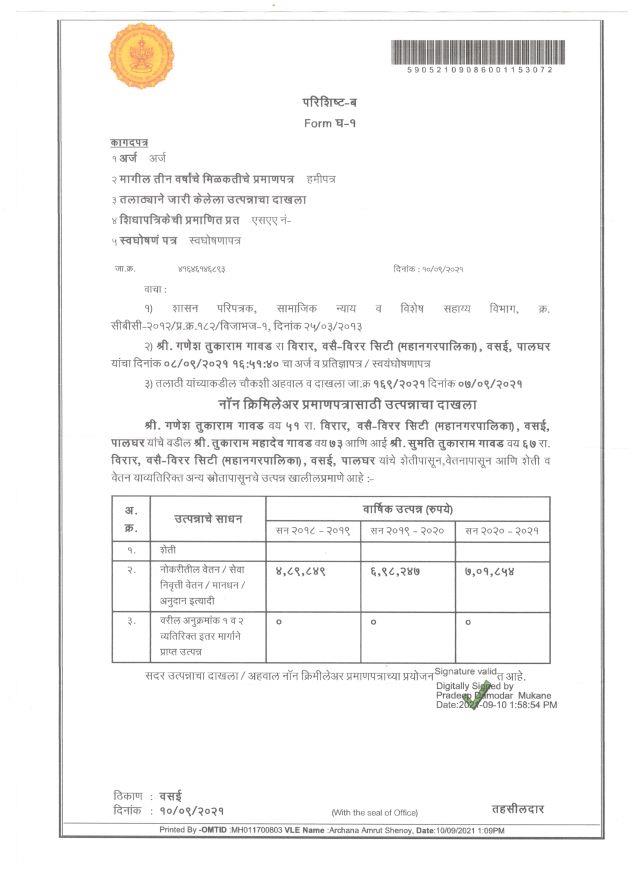 59052109086001153072
परिशिष्ट-ब
Form घ-१
कागदपत्र
१ अर्ज अर्ज
२ मागील तीन वर्षांचे मिळकतीचे प्रमाणपत्र हमीपत्र
३ तलाठ्याने जारी केलेला उत्पन्नाचा दाखला
४ शिधापत्रिकेची प्रमाणित प्रत एसएए नं-
५ स्वघोषणं पत्र स्वघोषणापत्र
जा.क्र. ४१६४६१४६८९३ दिनांक : १०/०९/२०२१
वाचा :
१) शासन परिपत्रक, सामाजिक न्याय व विशेष सहाय्य विभाग, क्र.
सीबीसी-२०१२/प्र.क्र.१८२/विजाभज-१, दिनांक २५/०३/२०१३
२) श्री. गणेश तुकाराम गावड रा विरार, वसै-विरर सिटी (महानगरपालिका), वसई, पालघर
यांचा दिनांक ०८/०९/२०२१ १६:५१:४० चा अर्ज व प्रतिज्ञापत्र / स्वयंघोषणापत्र
३) तलाठी यांच्याकडील चौकशी अहवाल व दाखला जा.क्र १६९/२०२१ दिनांक ०७/०९/२०२१
नॉन क्रिमिलेअर प्रमाणपत्रासाठी उत्पन्नाचा दाखला
श्री. गणेश तुकाराम गावड वय ५१ रा. विरार, वसै-विरर सिटी (महानगरपालिका), वसई,
पालघर यांचे वडील श्री. तुकाराम महादेव गावड वय ७३ आणि आई श्री. सुमति तुकाराम गावड वय ६७ रा.
विरार, वसै-विरर सिटी (महानगरपालिका), वसई, पालघर यांचे शेतीपासून,वेतनापासून आणि शेती व
वेतन याव्यतिरिक्त अन्य स्रोतापासूनचे उत्पन्न खालीलप्रमाणे आहे :-
अ. क्र. उत्पन्नाचे साधन वार्षिक उत्पन्न (रुपये)
सन २०१८ - २०१९ सन २०१९ - २०२० सन २०२० - २०२१
१. शेती
२. नोकरीतील वेतन / सेवा ४,८९,८४९ ६,९८,२४७ ७,०१,८५४
निवृत्ती वेतन / मानधन /
अनुदान इत्यादी
३. वरील अनुक्रमांक १ व २ ० ० ०
व्यतिरिक्त इतर मार्गाने
प्राप्त उत्पन्न
सदर उत्पन्नाचा दाखला / अहवाल नॉन क्रिमिलेअर प्रमाणपत्राच्या प्रयोजन त आहे.
Signature valid
Digitally Signed by
Pradeep Damodar Mukane
Date:2021-09-10 1:58:54 PM
ठिकाण : वसई
दिनांक : १०/०९/२०२१ (With the seal of Office) तहसीलदार
Printed By -OMTID :MH011700803 VLE Name :Archana Amrut Shenoy, Date:10/09/2021 1:09PM